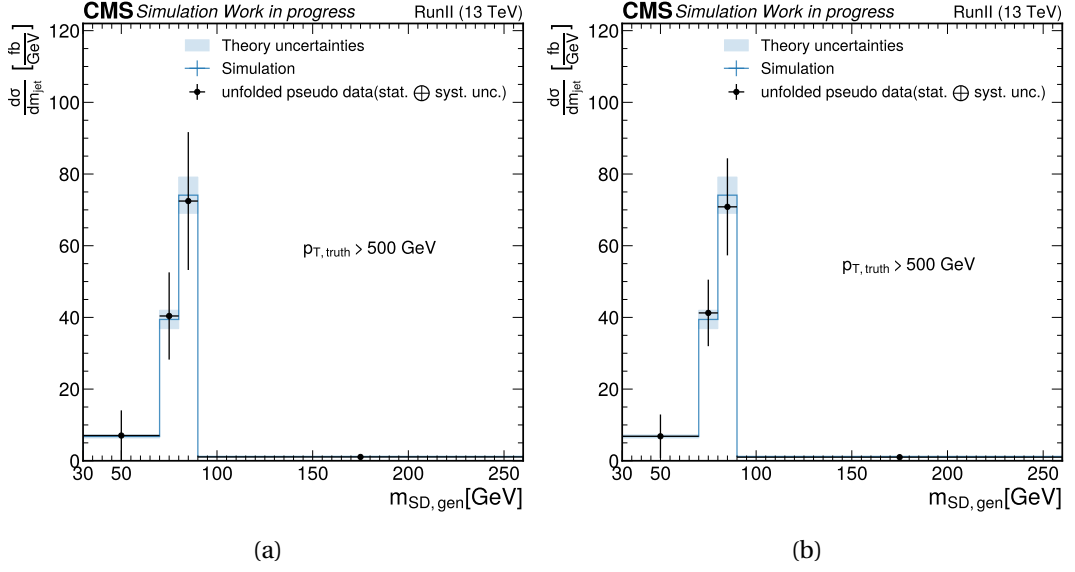 CMS Simulation Work in progress RunII (13 TeV)
dσ/dm_jet [fb/GeV]
Theory uncertainties
Simulation
unfolded pseudo data(stat. ⊕ syst. unc.)
p_T, truth > 500 GeV
120
100
80
60
40
20
0
30 50 100 150 200 250
m_SD, gen[GeV]
(a)
CMS Simulation Work in progress RunII (13 TeV)
dσ/dm_jet [fb/GeV]
Theory uncertainties
Simulation
unfolded pseudo data(stat. ⊕ syst. unc.)
p_T, truth > 500 GeV
120
100
80
60
40
20
0
30 50 100 150 200 250
m_SD, gen[GeV]
(b)